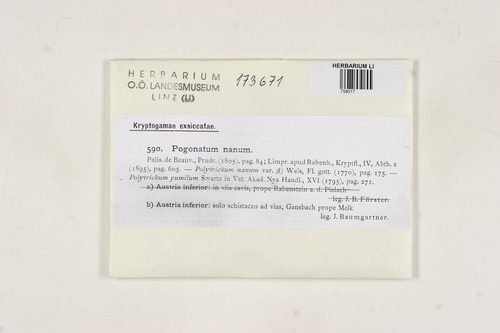 HERBARIUM
O.Ö. LANDESMUSEUM
LINZ (LI)
173671
HERBARIUM LI
Kryptogamae exsiccatae.
590. Pogonatum nanum.
Palis. de Beauv., Prodr. (1805), pag. 84; Limpr. apud Rabenh., Kryptfl., IV, Abth. 2
(1895), pag. 605. — Polytrichum nanum var. β) Weis, Fl. gott. (1770), pag. 175. —
Polytrichum pumilum Swartz in Vet. Akad. Nya Handl., XVI (1795), pag. 271.
a) Austria inferior: in viis cavis, prope Rabenstein a. d. Pielach
leg. J. B. Förster.
b) Austria inferior: solo schistaceo ad vias, Gansbach prope Melk
leg. J. Baumgartner.